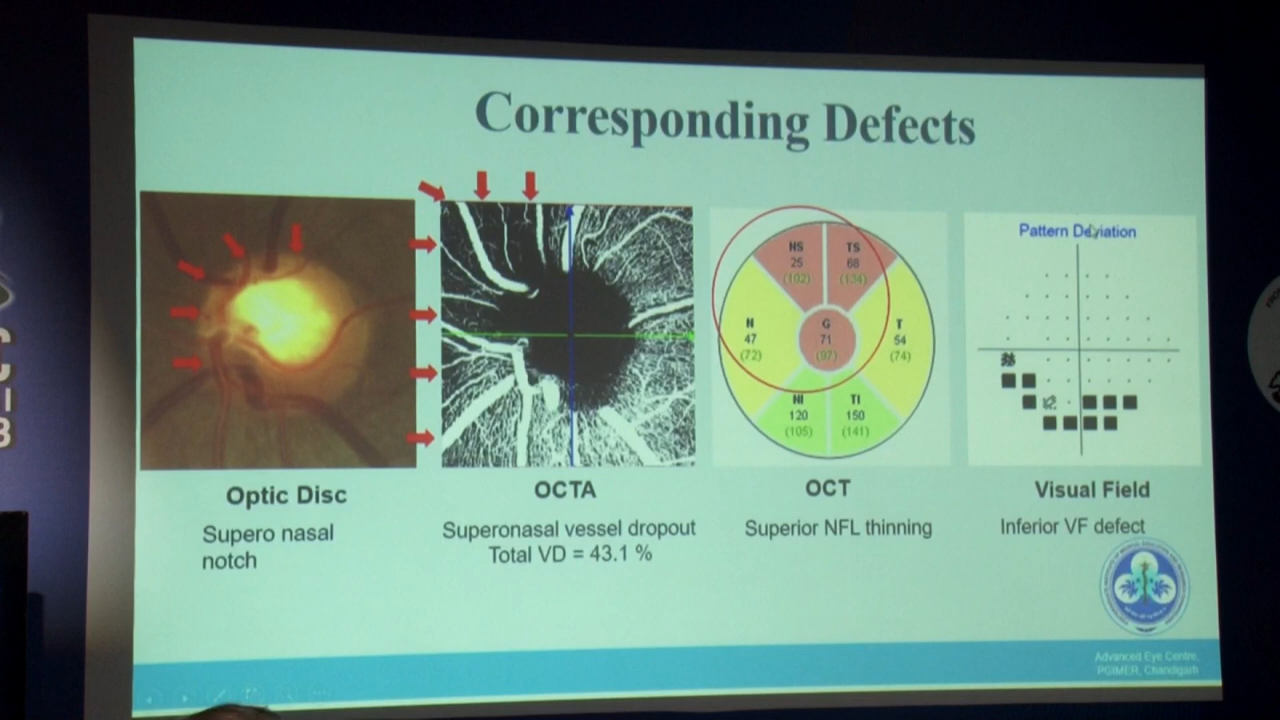 Corresponding Defects
Pattern Deviation
NS
25
(102)
TS
68
(134)
N
47
(72)
G
71
(97)
T
54
(74)
NI
120
(105)
TI
150
(141)
Optic Disc
Supero nasal
notch
OCTA
Superonasal vessel dropout
Total VD = 43.1 %
OCT
Superior NFL thinning
Visual Field
Inferior VF defect
Advanced Eye Centre,
PGIMER, Chandigarh